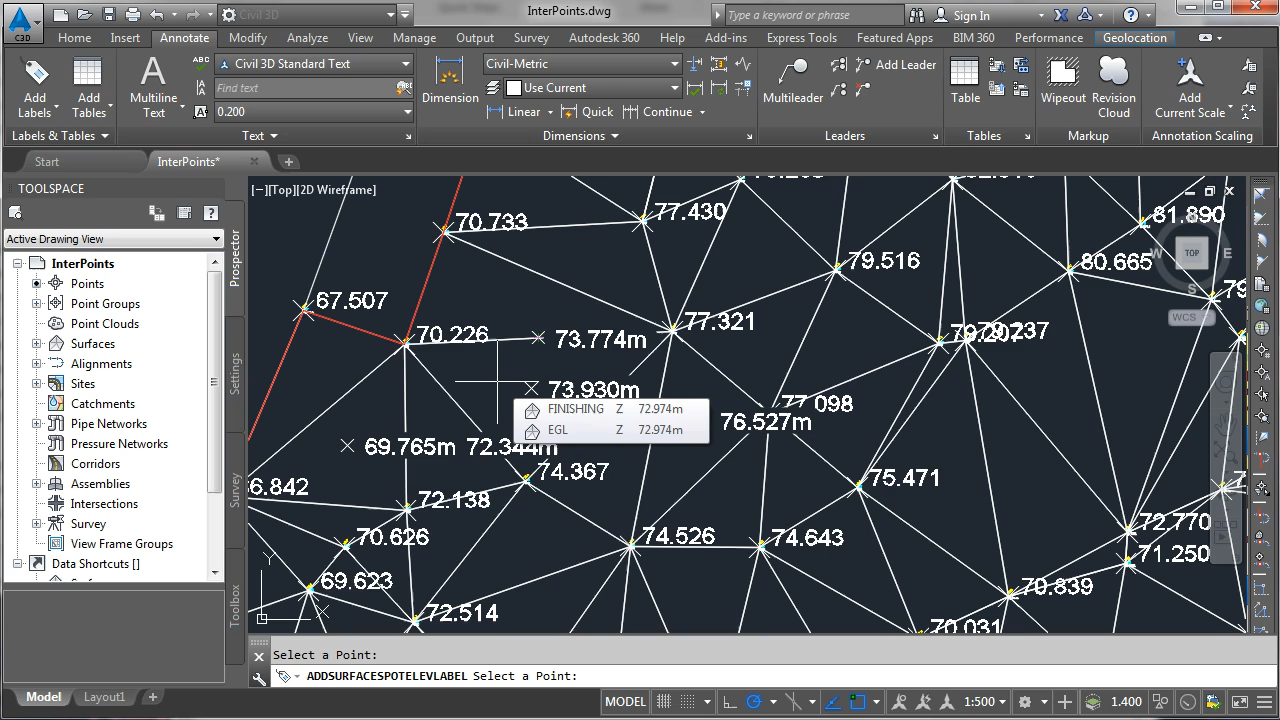 C3D
Civil 3D
InterPoints.dwg
Type a keyword or phrase
Sign In
Home Insert Annotate Modify Analyze View Manage Output Survey Autodesk 360 Help Add-ins Express Tools Featured Apps BIM 360 Performance Geolocation
Add Labels
Add Tables
Multiline Text
ABC
Civil 3D Standard Text
Find text
0.200
Dimension
Civil-Metric
Use Current
Linear Quick Continue
Multileader
Add Leader
Table
Wipeout
Revision Cloud
Add Current Scale
Labels & Tables Text Dimensions Leaders Tables Markup Annotation Scaling
Start InterPoints*
TOOLSPACE
Active Drawing View
InterPoints
Points
Point Groups
Point Clouds
Surfaces
Alignments
Sites
Catchments
Pipe Networks
Pressure Networks
Corridors
Assemblies
Intersections
Survey
View Frame Groups
Data Shortcuts []
Prospector
Settings
Survey
Toolbox
[−][Top][2D Wireframe]
70.733
77.430
81.890
79.516
80.665
67.507
70.226
73.774m
77.321
79.237
73.930m
77.098
76.527m
FINISHING Z 72.974m
EGL Z 72.974m
69.765m 72.344m
74.367
75.471
6.842
72.138
70.626
74.526
74.643
72.770
71.250
69.623
72.514
70.839
70.031
TOP
W
E
S
WCS
Y
Select a Point:
ADDSURFACESPOTELEVLABEL Select a Point:
Model Layout1
MODEL 1:500 1.400